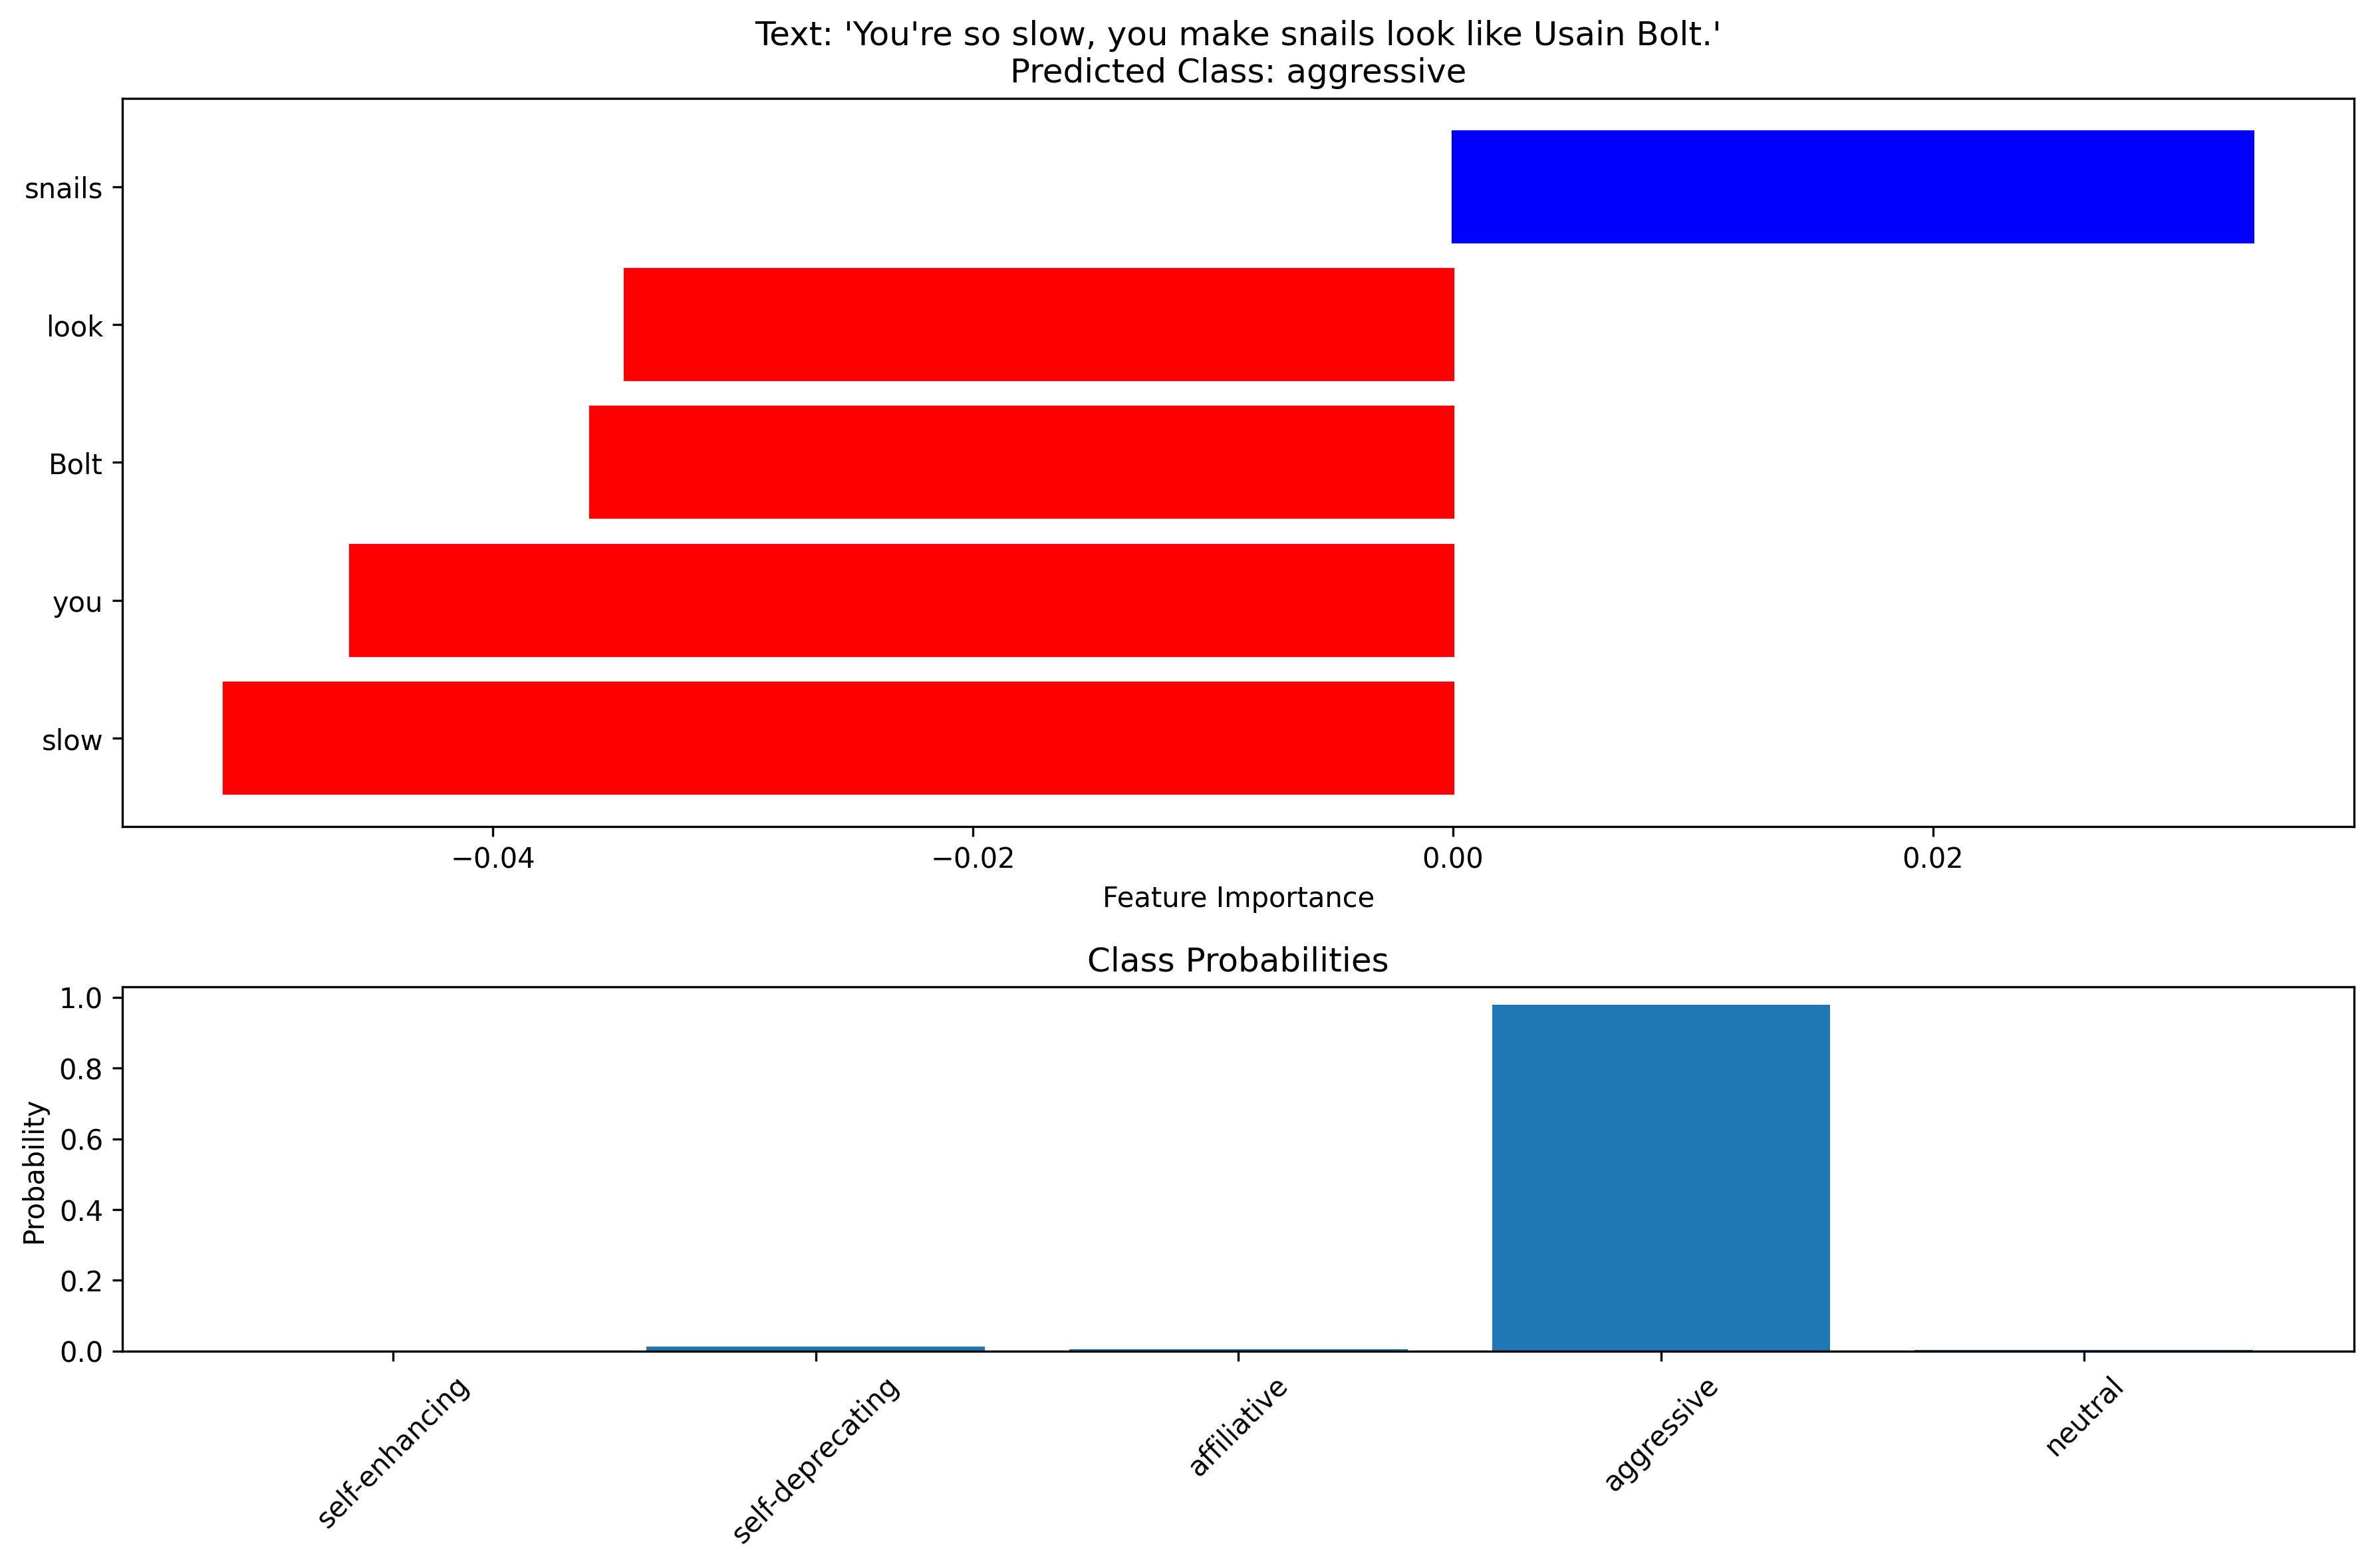 Text: 'You're so slow, you make snails look like Usain Bolt.'
Predicted Class: aggressive
snails
look
Bolt
you
slow
−0.04 −0.02 0.00 0.02
Feature Importance
Class Probabilities
1.0
0.8
0.6
0.4
0.2
0.0
Probability
self-enhancing self-deprecating affiliative aggressive neutral